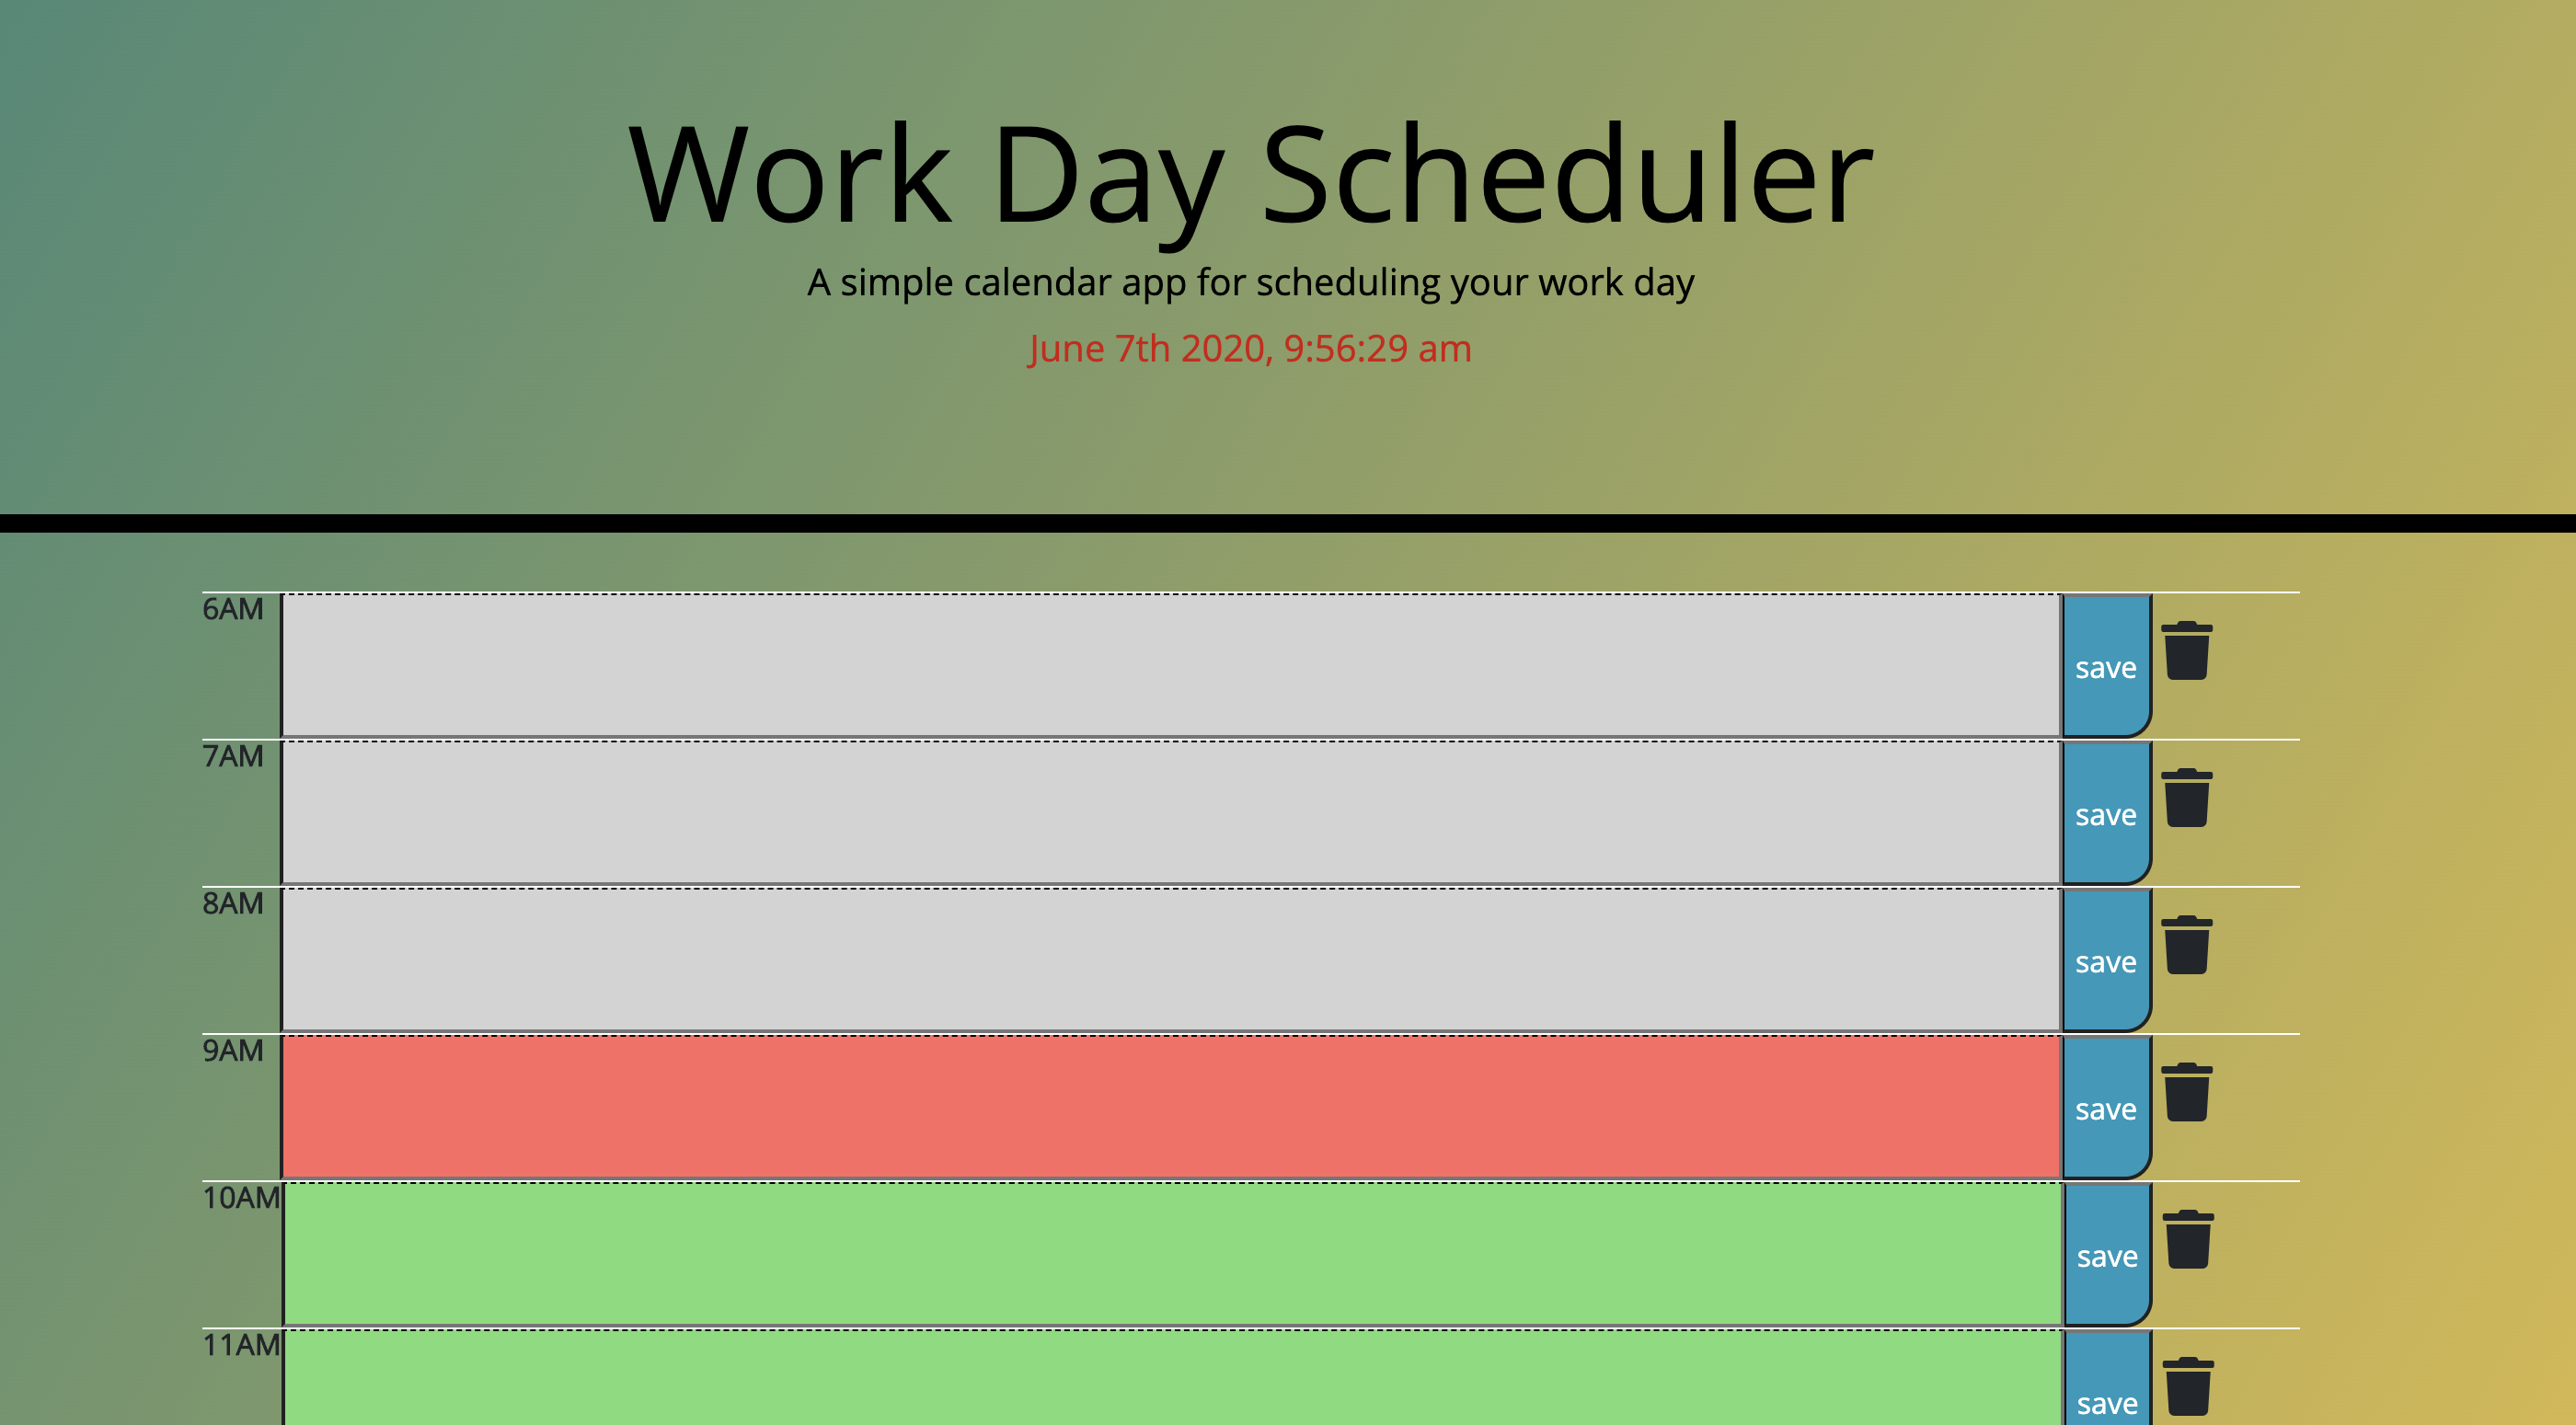 Work Day Scheduler
A simple calendar app for scheduling your work day
June 7th 2020, 9:56:29 am
6AM
save
7AM
save
8AM
save
9AM
save
10AM
save
11AM
save